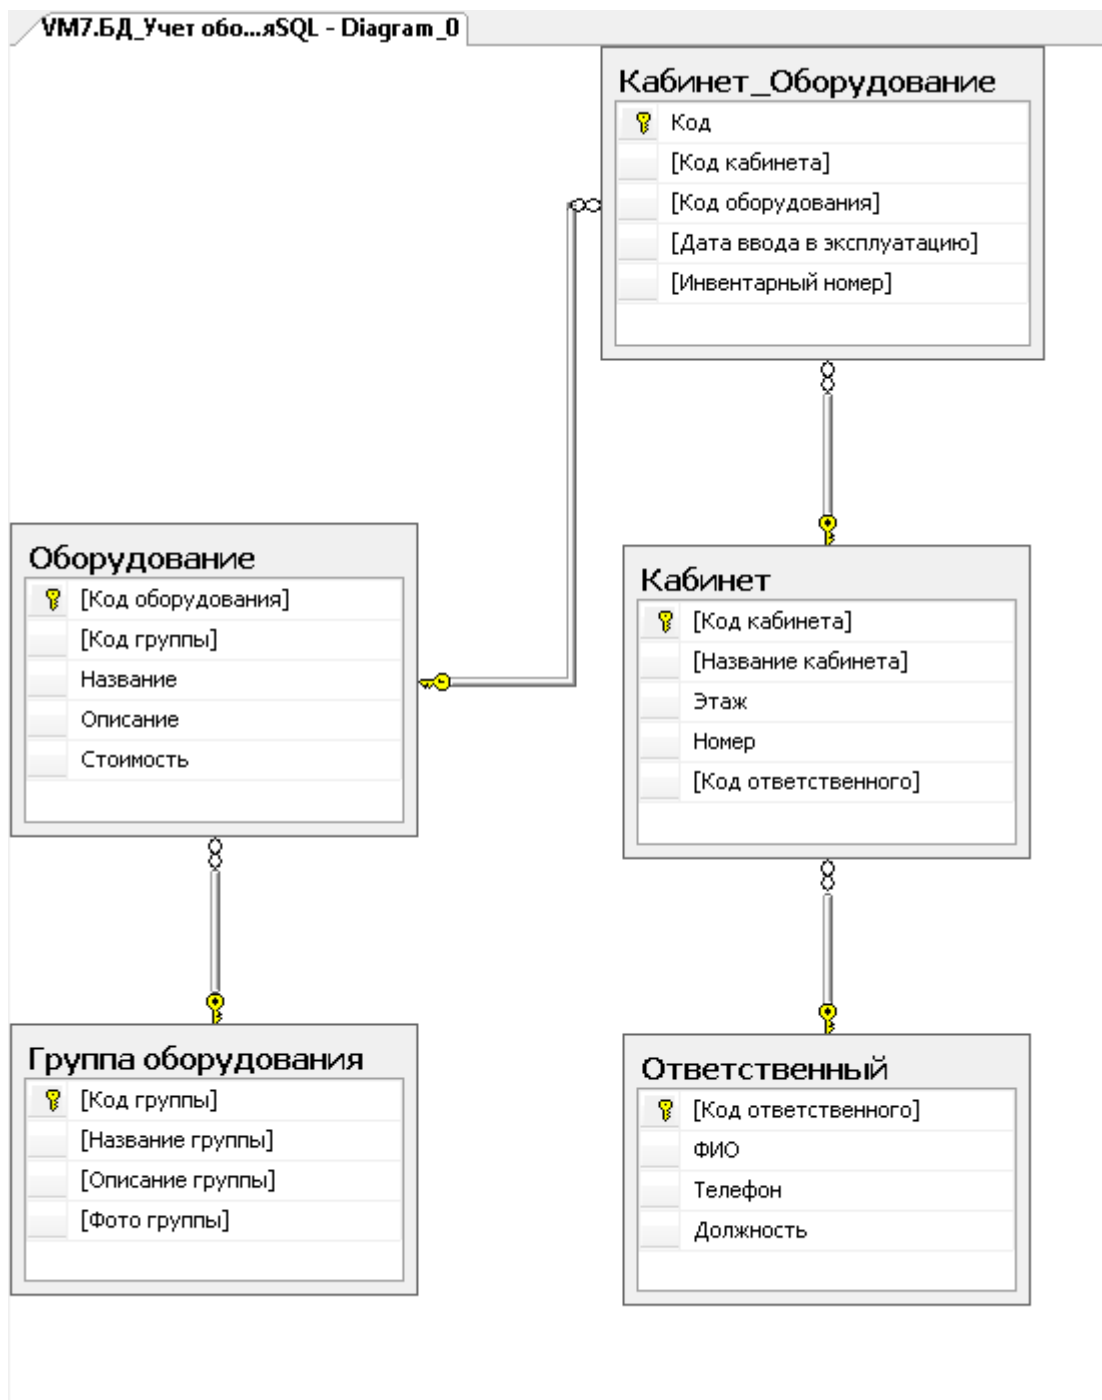 VM7.БД_Учет обо...яSQL - Diagram_0
Кабинет_Оборудование
Код
[Код кабинета]
[Код оборудования]
[Дата ввода в эксплуатацию]
[Инвентарный номер]
Оборудование
[Код оборудования]
[Код группы]
Название
Описание
Стоимость
Кабинет
[Код кабинета]
[Название кабинета]
Этаж
Номер
[Код ответственного]
Группа оборудования
[Код группы]
[Название группы]
[Описание группы]
[Фото группы]
Ответственный
[Код ответственного]
ФИО
Телефон
Должность